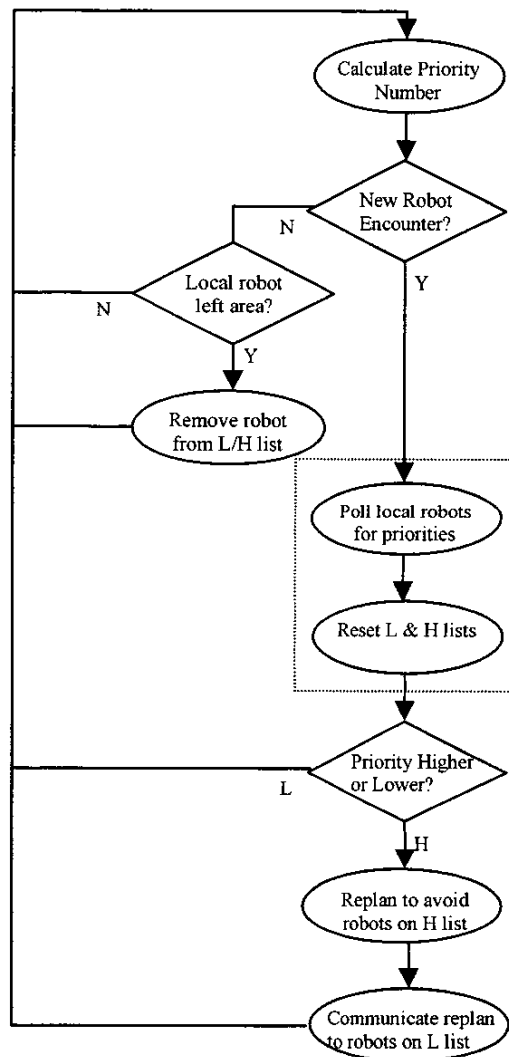 Calculate Priority
Number
New Robot
Encounter?
N
Y
Local robot
left area?
N
Y
Remove robot
from L/H list
Poll local robots
for priorities
Reset L & H lists
Priority Higher
or Lower?
L
H
Replan to avoid
robots on H list
Communicate replan
to robots on L list